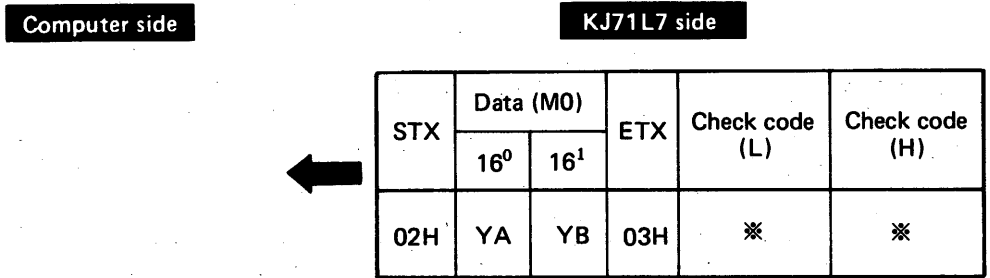 Computer side
KJ71L7 side
STX
Data (M0)
ETX
Check code (L)
Check code (H)
16⁰
16¹
02H
YA
YB
03H
※
※